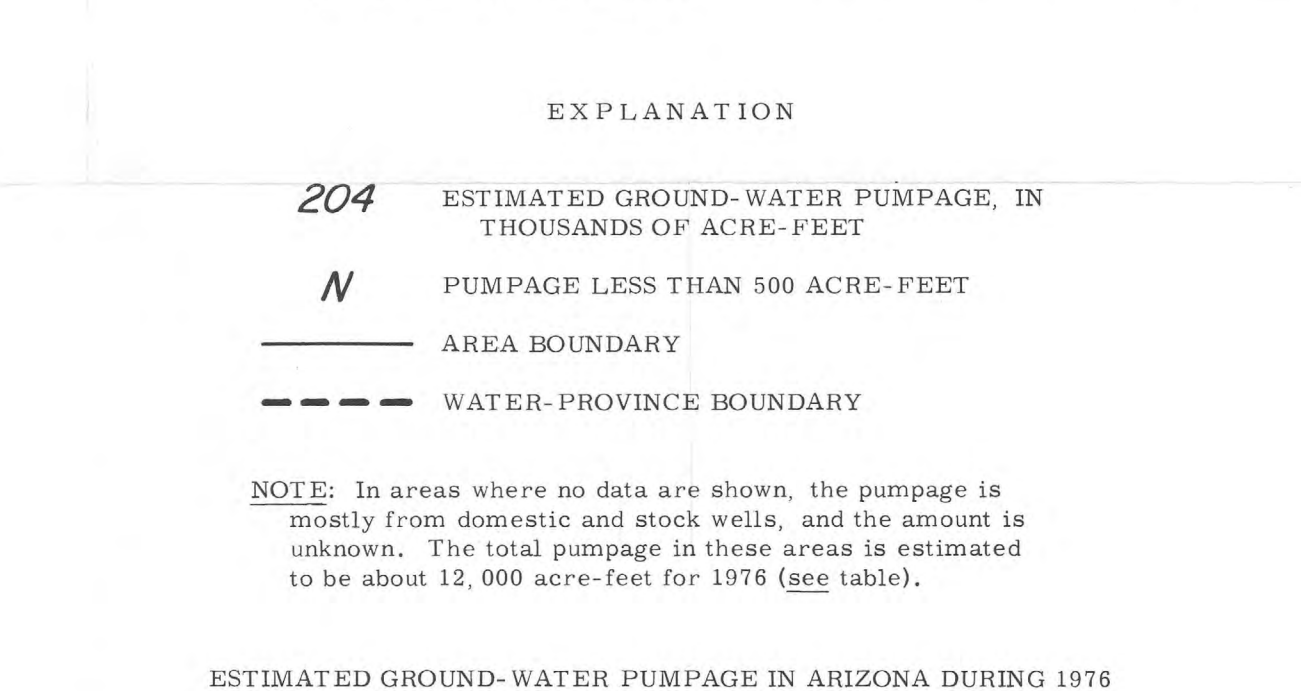 EXPLANATION
204 ESTIMATED GROUND-WATER PUMPAGE, IN
THOUSANDS OF ACRE-FEET
N PUMPAGE LESS THAN 500 ACRE-FEET
AREA BOUNDARY
WATER-PROVINCE BOUNDARY
NOTE: In areas where no data are shown, the pumpage is
mostly from domestic and stock wells, and the amount is
unknown. The total pumpage in these areas is estimated
to be about 12,000 acre-feet for 1976 (see table).
ESTIMATED GROUND-WATER PUMPAGE IN ARIZONA DURING 1976